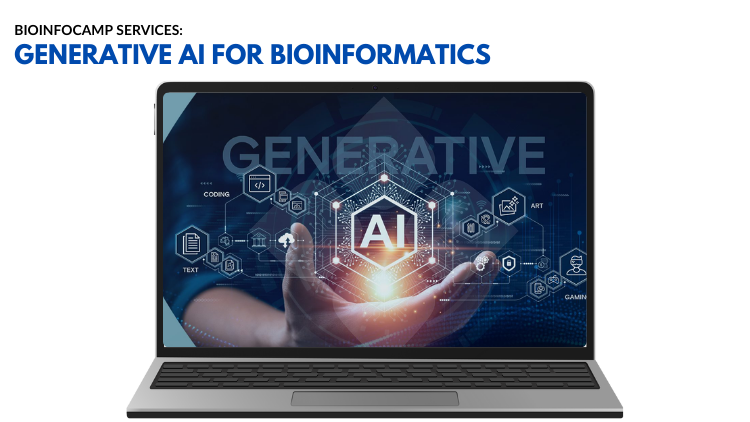 BIOINFOCAMP SERVICES:
GENERATIVE AI FOR BIOINFORMATICS
GENERATIVE
CODING
AI
ART
TEXT
GAMIN